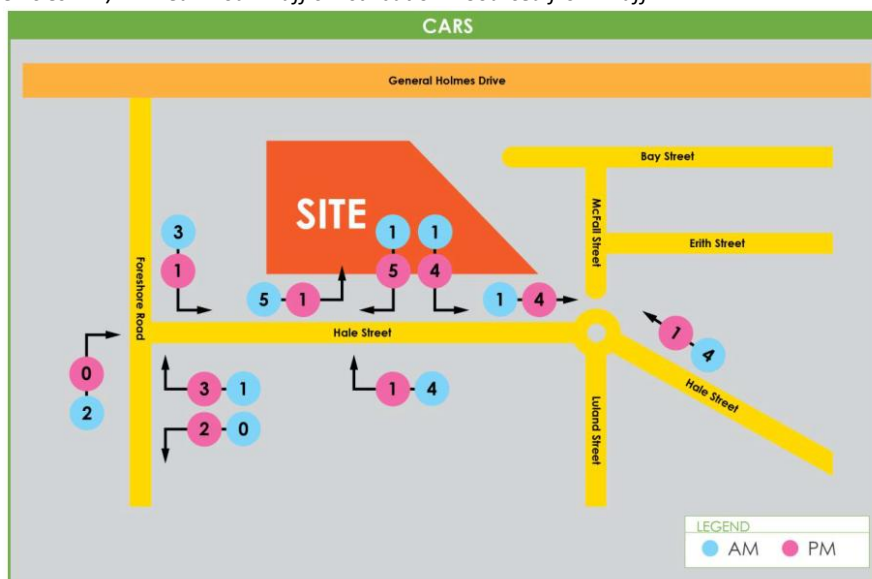 CARS
General Holmes Drive
Bay Street
SITE
McFall Street
3
1
1
Erith Street
Foreshore Road
1
5
4
5
1
1
4
Hale Street
1
4
0
3
1
1
4
Hale Street
2
2
0
Luland Street
LEGEND
AM
PM